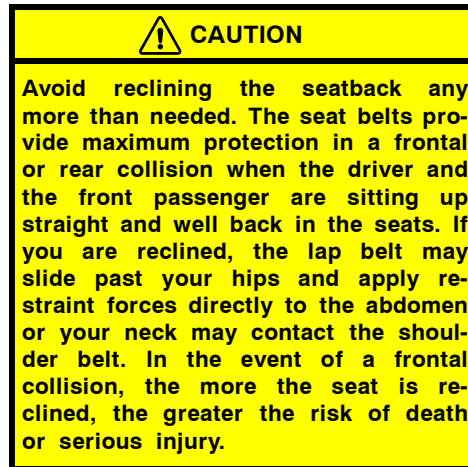 CAUTION
Avoid reclining the seatback any
more than needed. The seat belts pro-
vide maximum protection in a frontal
or rear collision when the driver and
the front passenger are sitting up
straight and well back in the seats. If
you are reclined, the lap belt may
slide past your hips and apply re-
straint forces directly to the abdomen
or your neck may contact the shoul-
der belt. In the event of a frontal
collision, the more the seat is re-
clined, the greater the risk of death
or serious injury.